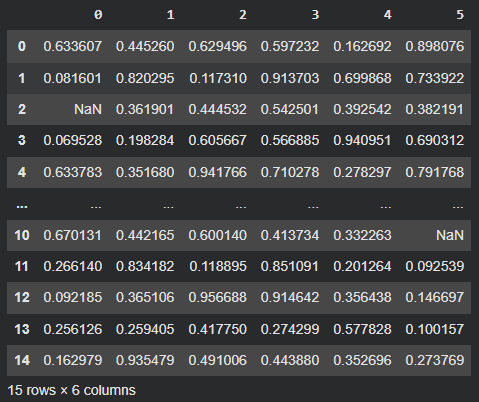 0 1 2 3 4 5
0 0.633607 0.445260 0.629496 0.597232 0.162692 0.898076
1 0.081601 0.820295 0.117310 0.913703 0.699868 0.733922
2 NaN 0.361901 0.444532 0.542501 0.392542 0.382191
3 0.069528 0.198284 0.605667 0.566885 0.940951 0.690312
4 0.633783 0.351680 0.941766 0.710278 0.278297 0.791768
... ... ... ... ... ... ...
10 0.670131 0.442165 0.600140 0.413734 0.332263 NaN
11 0.266140 0.834182 0.118895 0.851091 0.201264 0.092539
12 0.092185 0.365106 0.956688 0.914642 0.356438 0.146697
13 0.256126 0.259405 0.417750 0.274299 0.577828 0.100157
14 0.162979 0.935479 0.491006 0.443880 0.352696 0.273769
15 rows × 6 columns